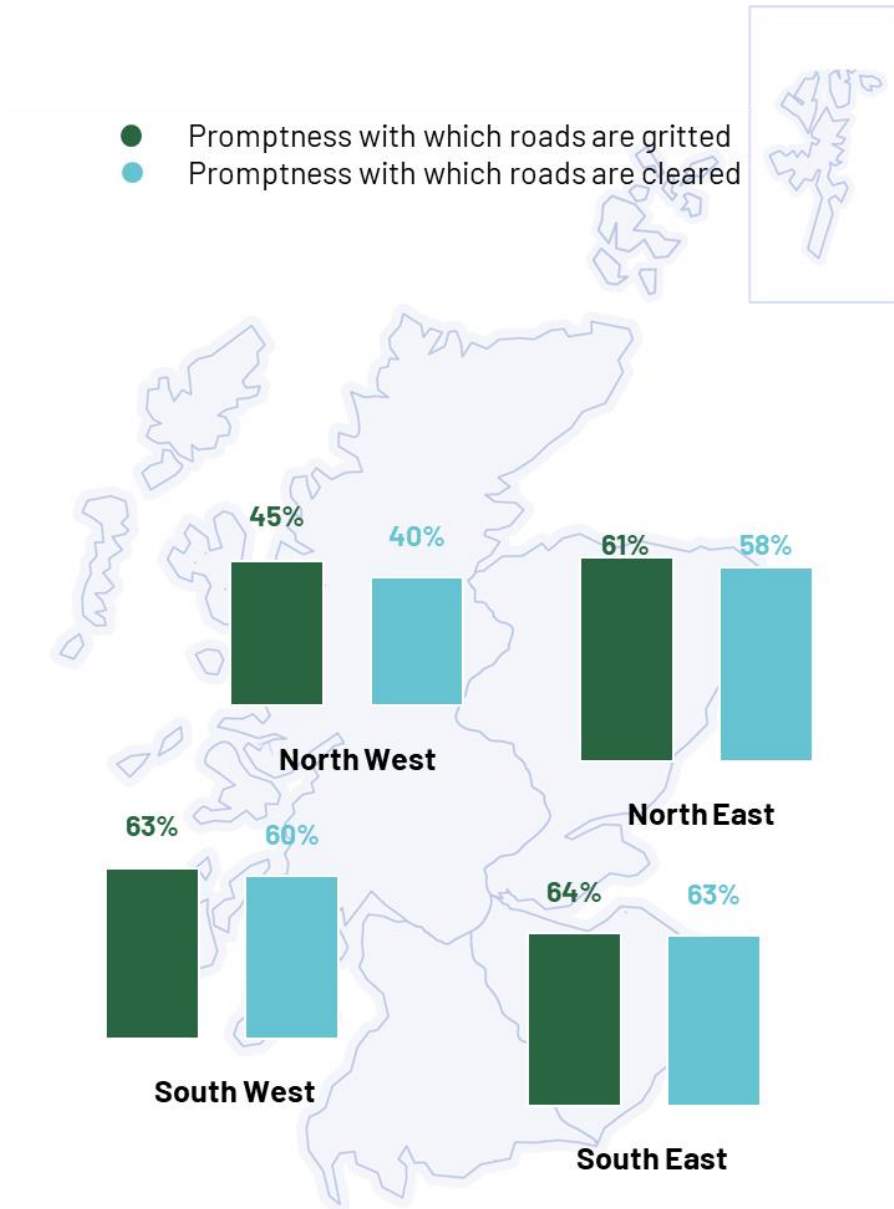 Promptness with which roads are gritted
Promptness with which roads are cleared
45%
40%
North West
61%
58%
North East
63%
60%
South West
64%
63%
South East